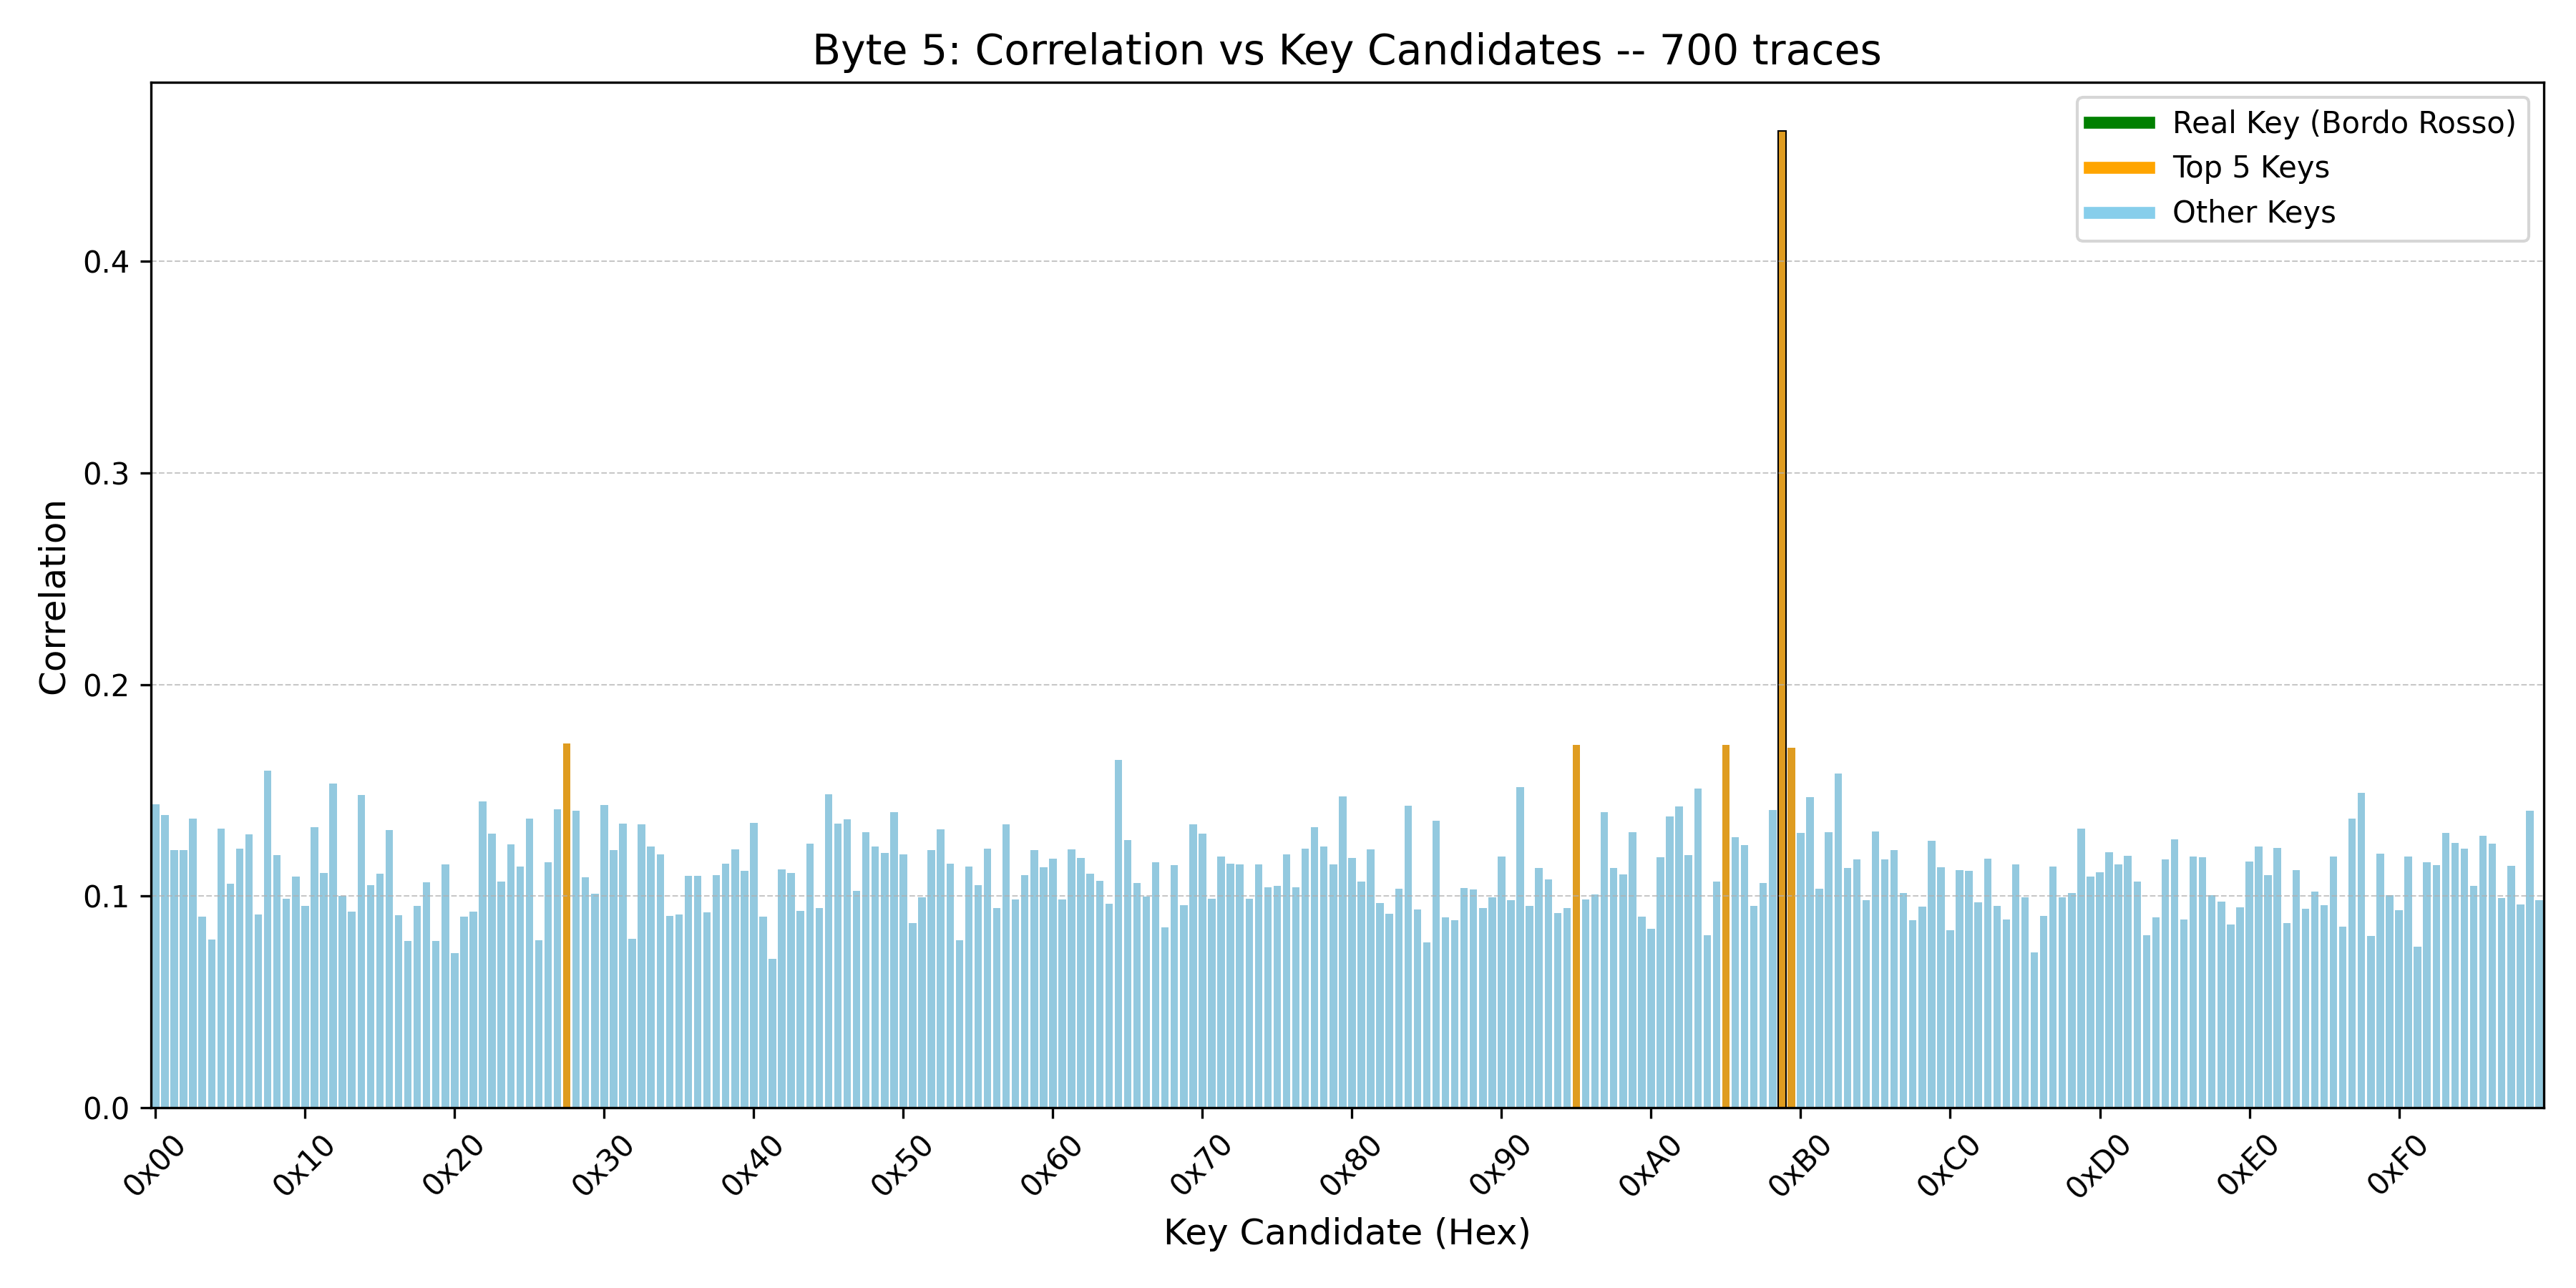 Byte 5: Correlation vs Key Candidates -- 700 traces
Real Key (Bordo Rosso)
Top 5 Keys
Other Keys
Correlation
0.4
0.3
0.2
0.1
0.0
0x00
0x10
0x20
0x30
0x40
0x50
0x60
0x70
0x80
0x90
0xA0
0xB0
0xC0
0xD0
0xE0
0xF0
Key Candidate (Hex)